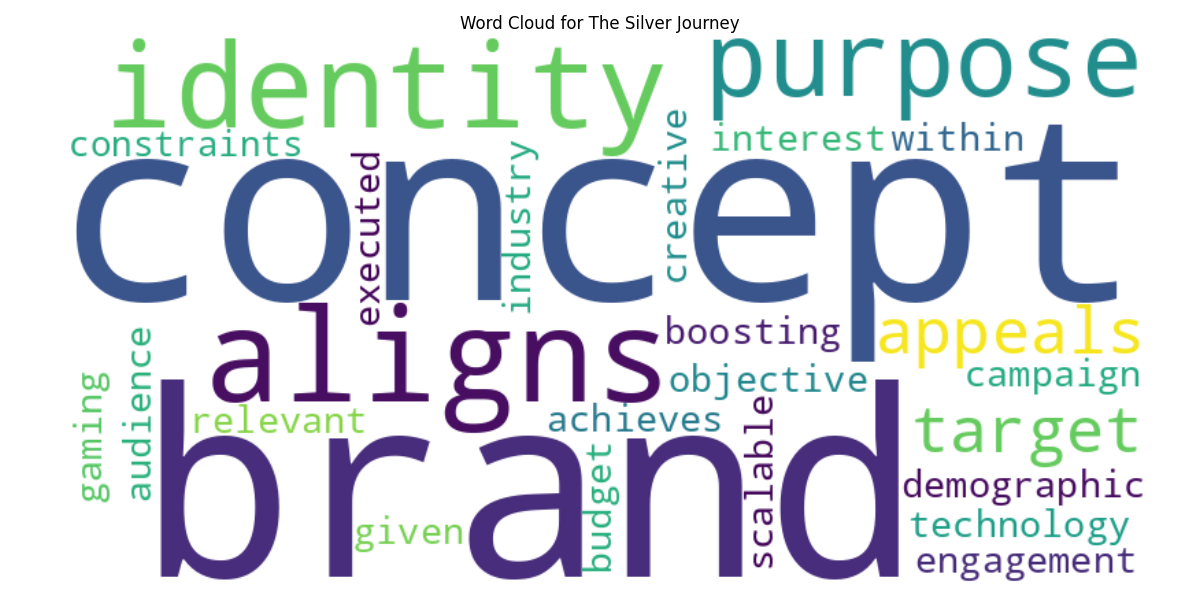 Word Cloud for The Silver Journey
identity
purpose
constraints
executed
industry
creative
interest
within
concept
aligns
boosting
appeals
gaming
audience
relevant
objective
campaign
achieves
scalable
target
brand
given
budget
demographic
technology
engagement